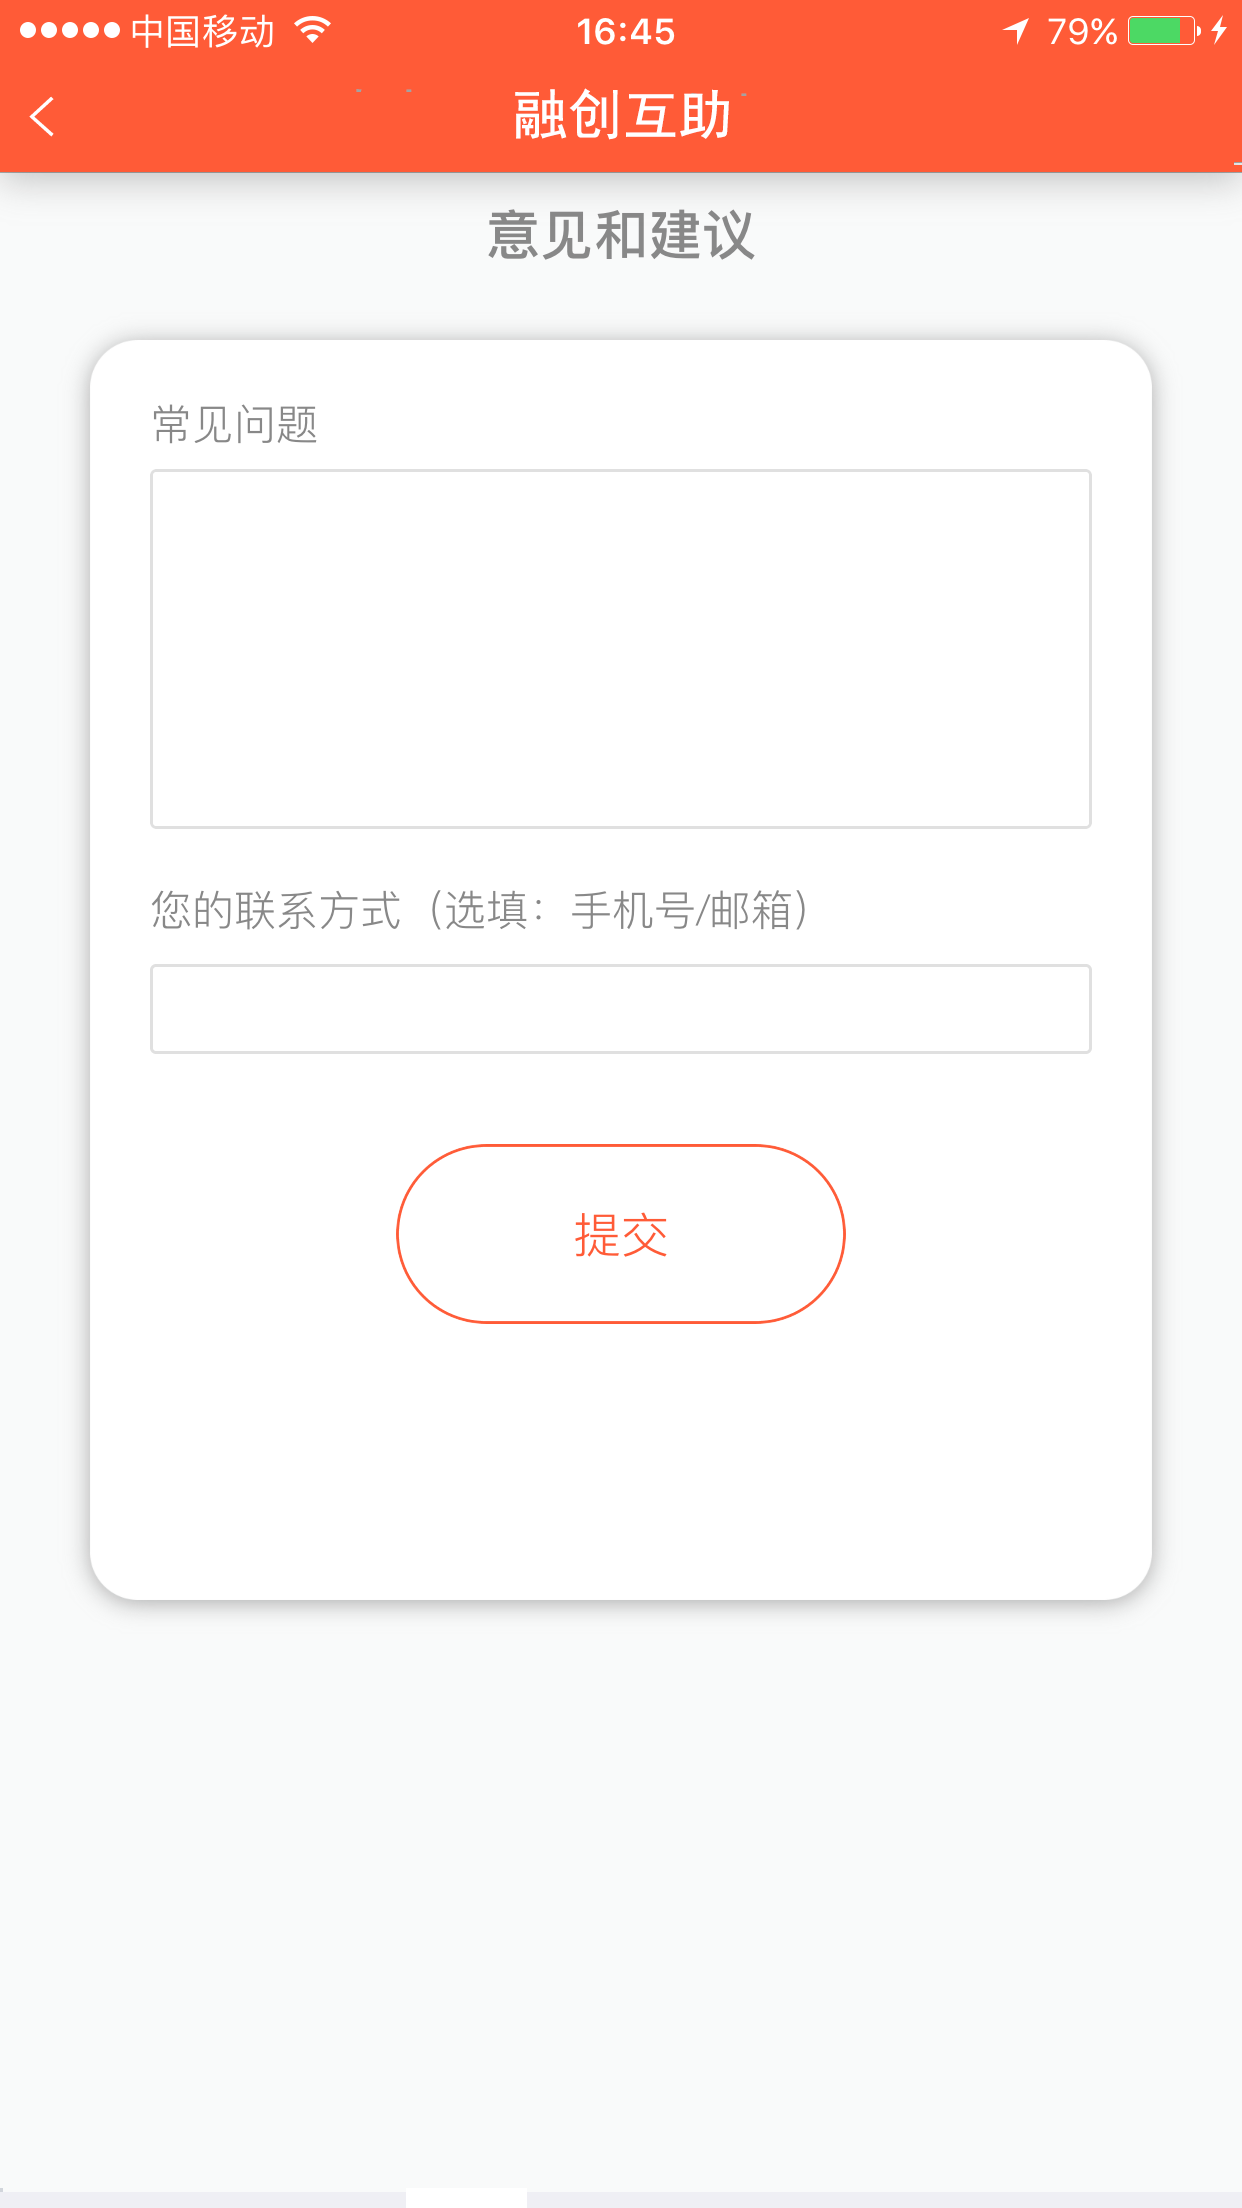 中国移动 16:45 79%
融创互助
意见和建议
常见问题
您的联系方式（选填：手机号/邮箱）
提交